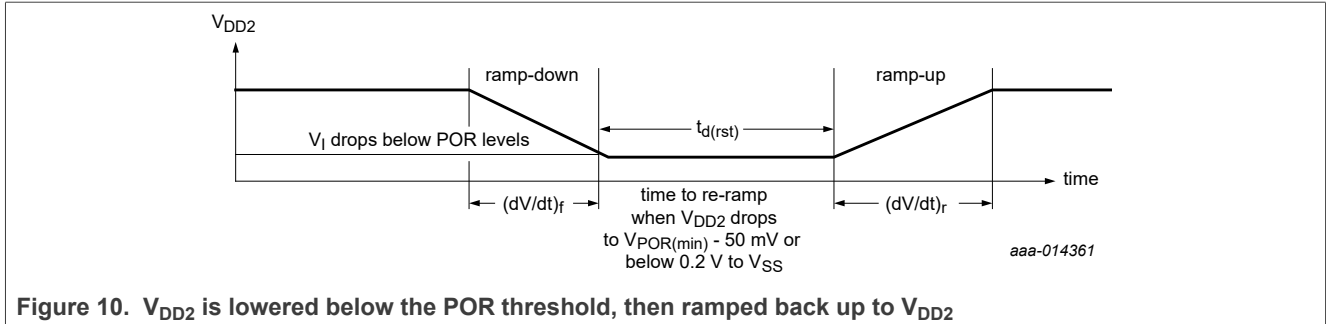 VDD2
ramp-down
ramp-up
td(rst)
VI drops below POR levels
time
(dV/dt)f
time to re-ramp
when VDD2 drops
to VPOR(min) - 50 mV or
below 0.2 V to VSS
(dV/dt)r
aaa-014361
Figure 10. VDD2 is lowered below the POR threshold, then ramped back up to VDD2